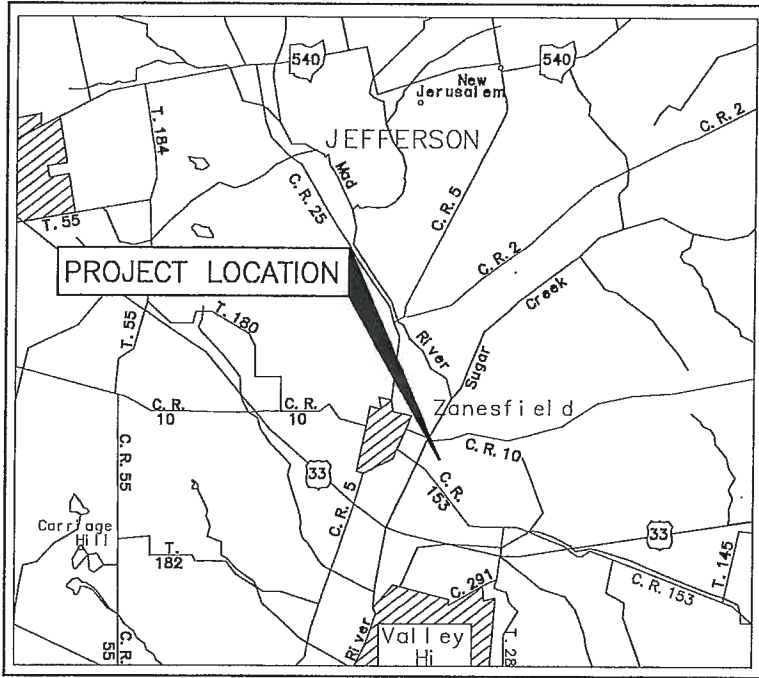 540
540
New
Jerusalem
JEFFERSON
T. 184
C. R. 2
Mad
C. R. 25
C. R. 5
T. 55
C. R. 2
PROJECT LOCATION
Creek
T. 180
T. 55
River
Sugar
Zanesfield
C. R.
10
C. R.
10
C. R. 10
C. R. 55
33
C. R.
153
C. R. 5
Carriage
Hill
33
T.
182
T. 145
C. R. 153
C. 291
River
Valley
Hi
T. 28
C. R.
55